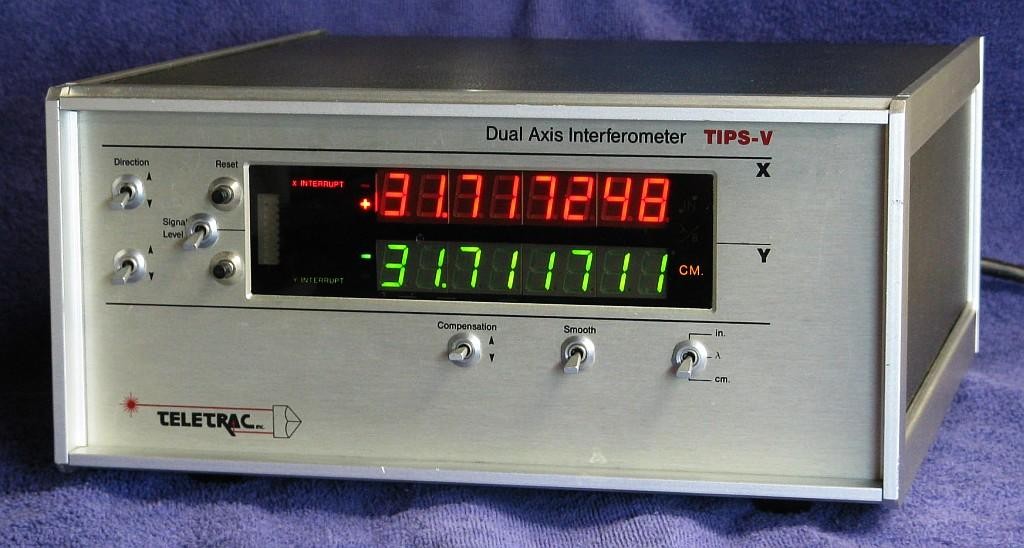 Dual Axis Interferometer TIPS-V
Direction
Reset
X
X INTERRUPT
+ 31.717248
Signal
Level
Y
- 31.711711
CM.
Y INTERRUPT
Compensation
Smooth
in.
λ
cm.
TELETRAC INC.